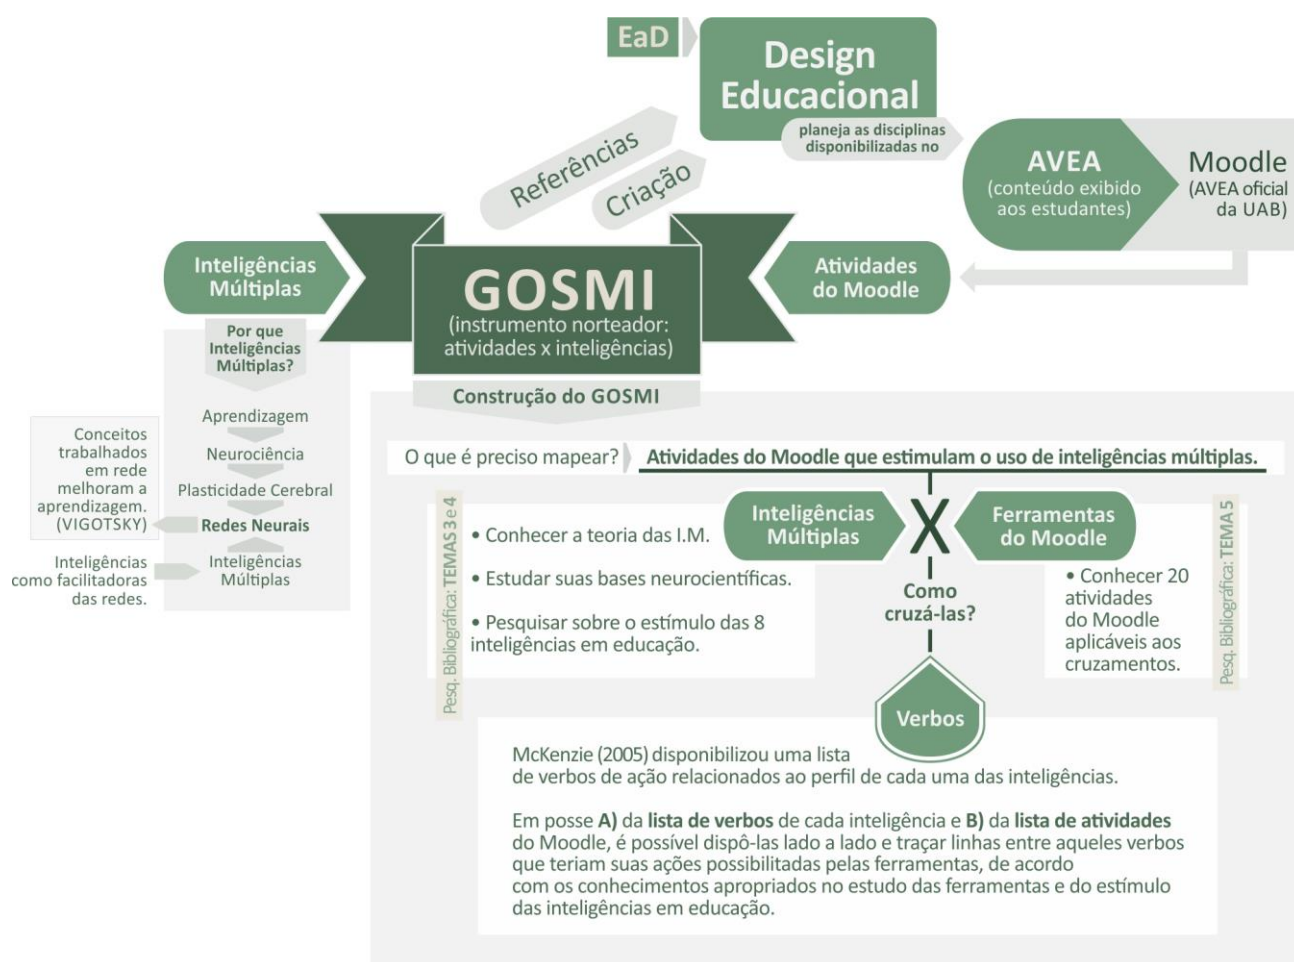 EaD
Design
Educacional
planeja as disciplinas
disponibilizadas no
AVEA
(conteúdo exibido
aos estudantes)
Moodle
(AVEA oficial
da UAB)
Referências
Criação
Inteligências
Múltiplas
GOSMI
(instrumento norteador:
atividades x inteligências)
Atividades
do Moodle
Por que
Inteligências
Múltiplas?
Aprendizagem
Neurociência
Plasticidade Cerebral
Redes Neurais
Inteligências
Múltiplas
Conceitos
trabalhados
em rede
melhoram a
aprendizagem.
(VIGOTSKY)
Inteligências
como facilitadoras
das redes.
Construção do GOSMI
O que é preciso mapear?
Atividades do Moodle que estimulam o uso de inteligências múltiplas.
Pesq. Bibliográfica: TEMAS 3 e 4
• Conhecer a teoria das I.M.
• Estudar suas bases neurocientíficas.
• Pesquisar sobre o estímulo das 8
inteligências em educação.
Inteligências
Múltiplas
X
Ferramentas
do Moodle
Como
cruzá-las?
• Conhecer 20
atividades
do Moodle
aplicáveis aos
cruzamentos.
Pesq. Bibliográfica: TEMA 5
Verbos
McKenzie (2005) disponibilizou uma lista
de verbos de ação relacionados ao perfil de cada uma das inteligências.
Em posse A) da lista de verbos de cada inteligência e B) da lista de atividades
do Moodle, é possível dispô-las lado a lado e traçar linhas entre aqueles verbos
que teriam suas ações possibilitadas pelas ferramentas, de acordo
com os conhecimentos apropriados no estudo das ferramentas e do estímulo
das inteligências em educação.